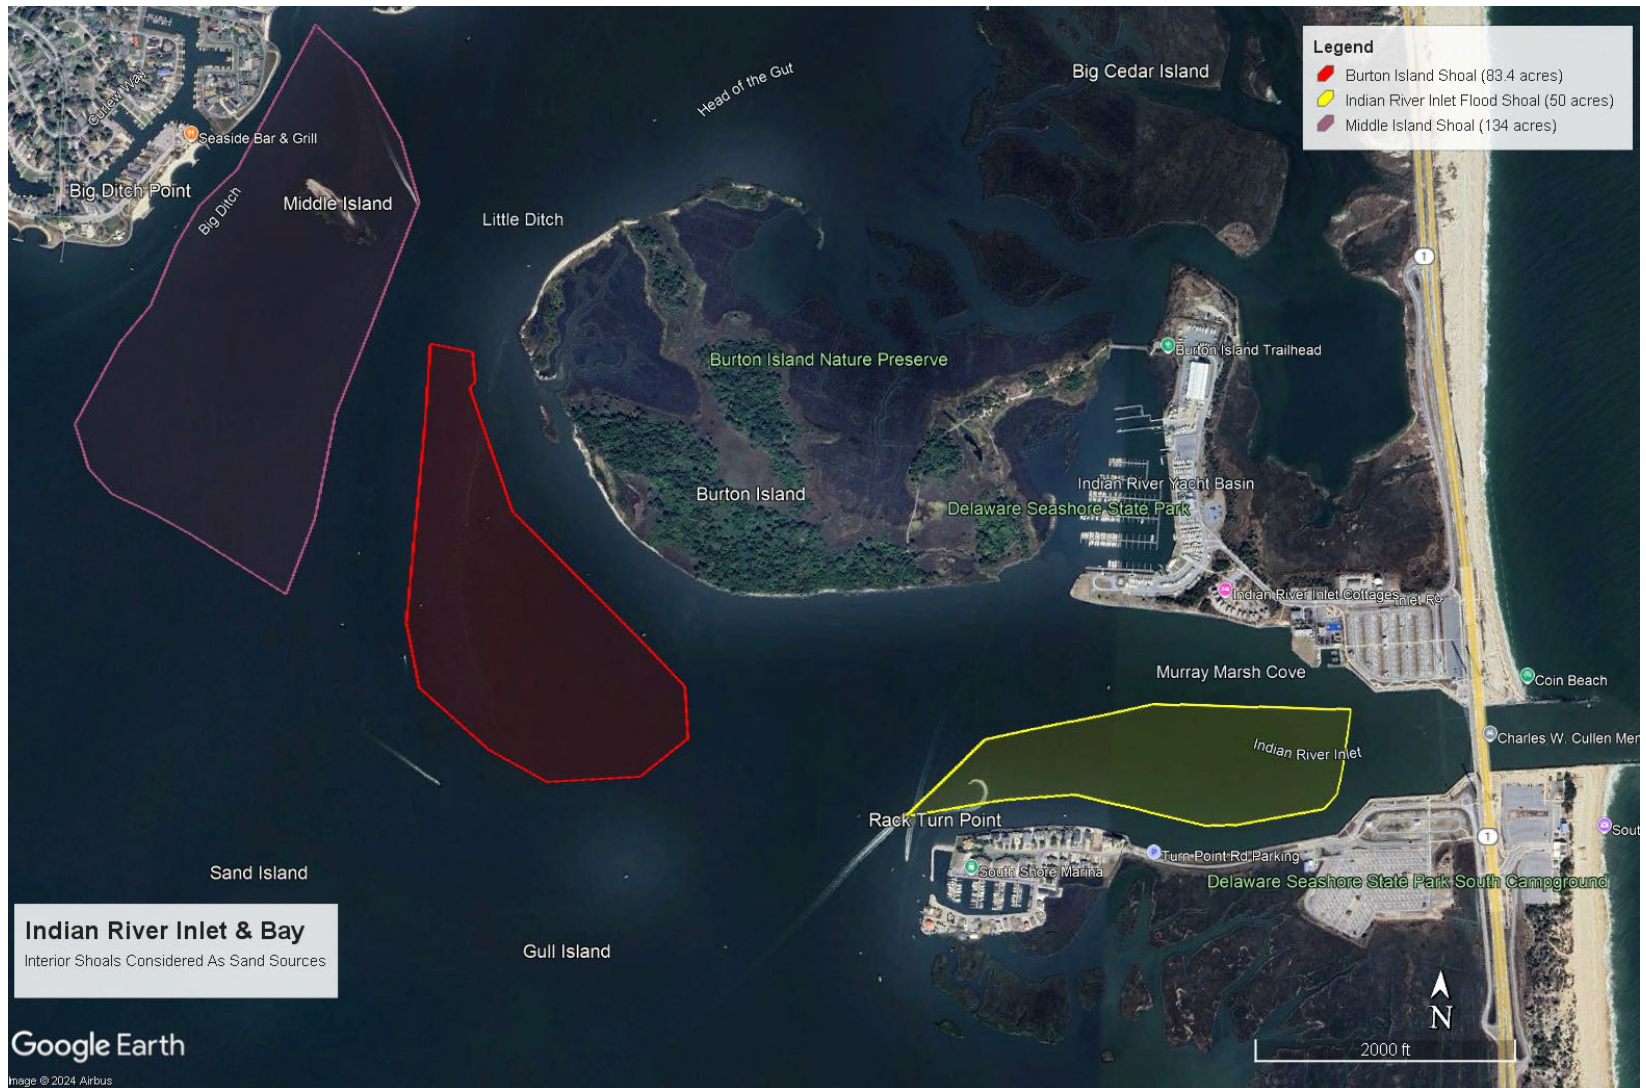 Legend
Burton Island Shoal (83.4 acres)
Indian River Inlet Flood Shoal (50 acres)
Middle Island Shoal (134 acres)
Head of the Gut
Big Cedar Island
Curlew Way
Seaside Bar & Grill
Big Ditch Point
Big Ditch
Middle Island
Little Ditch
1
Burton Island Nature Preserve
Burton Island Trailhead
Burton Island
Indian River Yacht Basin
Delaware Seashore State Park
Indian River Inlet Cottages
Inlet Rd
Murray Marsh Cove
Coin Beach
Indian River Inlet
Charles W. Cullen Mem
Rack Turn Point
1
Sout
Turn Point Rd Parking
South Shore Marina
Delaware Seashore State Park South Campground
Sand Island
Gull Island
Indian River Inlet & Bay
Interior Shoals Considered As Sand Sources
N
2000 ft
Google Earth
Image © 2024 Airbus